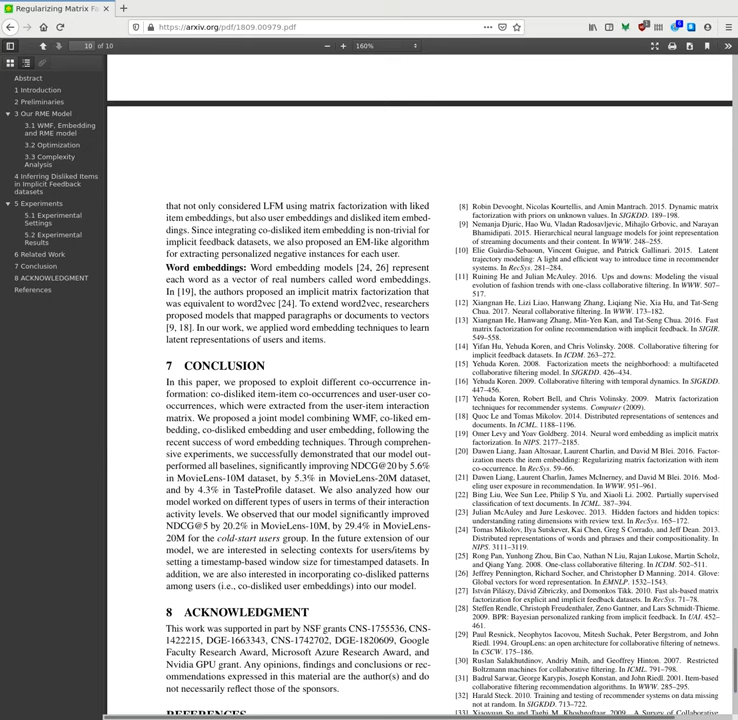 Regularizing Matrix Fa
https://arxiv.org/pdf/1809.00979.pdf
10 of 10
160%
Abstract
1 Introduction
2 Preliminaries
3 Our RME Model
3.1 WMF, Embedding
and RME model
3.2 Optimization
3.3 Complexity
Analysis
4 Inferring Disliked Items
in Implicit Feedback
datasets
5 Experiments
5.1 Experimental
Settings
5.2 Experimental
Results
6 Related Work
7 Conclusion
8 ACKNOWLEDGMENT
References
that not only considered LFM using matrix factorization with liked
item embeddings, but also user embeddings and disliked item embed-
dings. Since integrating co-disliked item embedding is non-trivial for
implicit feedback datasets, we also proposed an EM-like algorithm
for extracting personalized negative instances for each user.
Word embeddings: Word embedding models [24, 26] represent
each word as a vector of real numbers called word embeddings.
In [19], the authors proposed an implicit matrix factorization that
was equivalent to word2vec [24]. To extend word2vec, researchers
proposed models that mapped paragraphs or documents to vectors
[9, 18]. In our work, we applied word embedding techniques to learn
latent representations of users and items.
7 CONCLUSION
In this paper, we proposed to exploit different co-occurrence in-
formation: co-disliked item-item co-occurrences and user-user co-
occurrences, which were extracted from the user-item interaction
matrix. We proposed a joint model combining WMF, co-liked em-
bedding, co-disliked embedding and user embedding, following the
recent success of word embedding techniques. Through comprehen-
sive experiments, we successfully demonstrated that our model out-
performed all baselines, significantly improving NDCG@20 by 5.6%
in MovieLens-10M dataset, by 5.3% in MovieLens-20M dataset,
and by 4.3% in TasteProfile dataset. We also analyzed how our
model worked on different types of users in terms of their interaction
activity levels. We observed that our model significantly improved
NDCG@5 by 20.2% in MovieLens-10M, by 29.4% in MovieLens-
20M for the cold-start users group. In the future extension of our
model, we are interested in selecting contexts for users/items by
setting a timestamp-based window size for timestamped datasets. In
addition, we are also interested in incorporating co-disliked patterns
among users (i.e., co-disliked user embeddings) into our model.
8 ACKNOWLEDGMENT
This work was supported in part by NSF grants CNS-1755536, CNS-
1422215, DGE-1663343, CNS-1742702, DGE-1820609, Google
Faculty Research Award, Microsoft Azure Research Award, and
Nvidia GPU grant. Any opinions, findings and conclusions or rec-
ommendations expressed in this material are the author(s) and do
not necessarily reflect those of the sponsors.
REFERENCES
[8] Robin Devooght, Nicolas Kourtellis, and Amin Mantrach. 2015. Dynamic matrix
factorization with priors on unknown values. In SIGKDD. 189–198.
[9] Nemanja Djuric, Hao Wu, Vladan Radosavljevic, Mihajlo Grbovic, and Narayan
Bhamidipati. 2015. Hierarchical neural language models for joint representation
of streaming documents and their content. In WWW. 248–255.
[10] Elie Guàrdia-Sebaoun, Vincent Guigue, and Patrick Gallinari. 2015. Latent
trajectory modeling: A light and efficient way to introduce time in recommender
systems. In RecSys. 281–284.
[11] Ruining He and Julian McAuley. 2016. Ups and downs: Modeling the visual
evolution of fashion trends with one-class collaborative filtering. In WWW. 507–
517.
[12] Xiangnan He, Lizi Liao, Hanwang Zhang, Liqiang Nie, Xia Hu, and Tat-Seng
Chua. 2017. Neural collaborative filtering. In WWW. 173–182.
[13] Xiangnan He, Hanwang Zhang, Min-Yen Kan, and Tat-Seng Chua. 2016. Fast
matrix factorization for online recommendation with implicit feedback. In SIGIR.
549–558.
[14] Yifan Hu, Yehuda Koren, and Chris Volinsky. 2008. Collaborative filtering for
implicit feedback datasets. In ICDM. 263–272.
[15] Yehuda Koren. 2008. Factorization meets the neighborhood: a multifaceted
collaborative filtering model. In SIGKDD. 426–434.
[16] Yehuda Koren. 2009. Collaborative filtering with temporal dynamics. In SIGKDD.
447–456.
[17] Yehuda Koren, Robert Bell, and Chris Volinsky. 2009. Matrix factorization
techniques for recommender systems. Computer (2009).
[18] Quoc Le and Tomas Mikolov. 2014. Distributed representations of sentences and
documents. In ICML. 1188–1196.
[19] Omer Levy and Yoav Goldberg. 2014. Neural word embedding as implicit matrix
factorization. In NIPS. 2177–2185.
[20] Dawen Liang, Jaan Altosaar, Laurent Charlin, and David M Blei. 2016. Factor-
ization meets the item embedding: Regularizing matrix factorization with item
co-occurrence. In RecSys. 59–66.
[21] Dawen Liang, Laurent Charlin, James McInerney, and David M Blei. 2016. Mod-
eling user exposure in recommendation. In WWW. 951–961.
[22] Bing Liu, Wee Sun Lee, Philip S Yu, and Xiaoli Li. 2002. Partially supervised
classification of text documents. In ICML. 387–394.
[23] Julian McAuley and Jure Leskovec. 2013. Hidden factors and hidden topics:
understanding rating dimensions with review text. In RecSys. 165–172.
[24] Tomas Mikolov, Ilya Sutskever, Kai Chen, Greg S Corrado, and Jeff Dean. 2013.
Distributed representations of words and phrases and their compositionality. In
NIPS. 3111–3119.
[25] Rong Pan, Yunhong Zhou, Bin Cao, Nathan N Liu, Rajan Lukose, Martin Scholz,
and Qiang Yang. 2008. One-class collaborative filtering. In ICDM. 502–511.
[26] Jeffrey Pennington, Richard Socher, and Christopher D Manning. 2014. Glove:
Global vectors for word representation. In EMNLP. 1532–1543.
[27] István Pilászy, Dávid Zibriczky, and Domonkos Tikk. 2010. Fast als-based matrix
factorization for explicit and implicit feedback datasets. In RecSys. 71–78.
[28] Steffen Rendle, Christoph Freudenthaler, Zeno Gantner, and Lars Schmidt-Thieme.
2009. BPR: Bayesian personalized ranking from implicit feedback. In UAI. 452–
461.
[29] Paul Resnick, Neophytos Iacovou, Mitesh Suchak, Peter Bergstrom, and John
Riedl. 1994. GroupLens: an open architecture for collaborative filtering of netnews.
In CSCW. 175–186.
[30] Ruslan Salakhutdinov, Andriy Mnih, and Geoffrey Hinton. 2007. Restricted
Boltzmann machines for collaborative filtering. In ICML. 791–798.
[31] Badrul Sarwar, George Karypis, Joseph Konstan, and John Riedl. 2001. Item-based
collaborative filtering recommendation algorithms. In WWW. 285–295.
[32] Harald Steck. 2010. Training and testing of recommender systems on data missing
not at random. In SIGKDD. 713–722.
[33] Xiaoyuan Su and Taghi M. Khoshgoftaar. 2009. A Survey of Collaborative